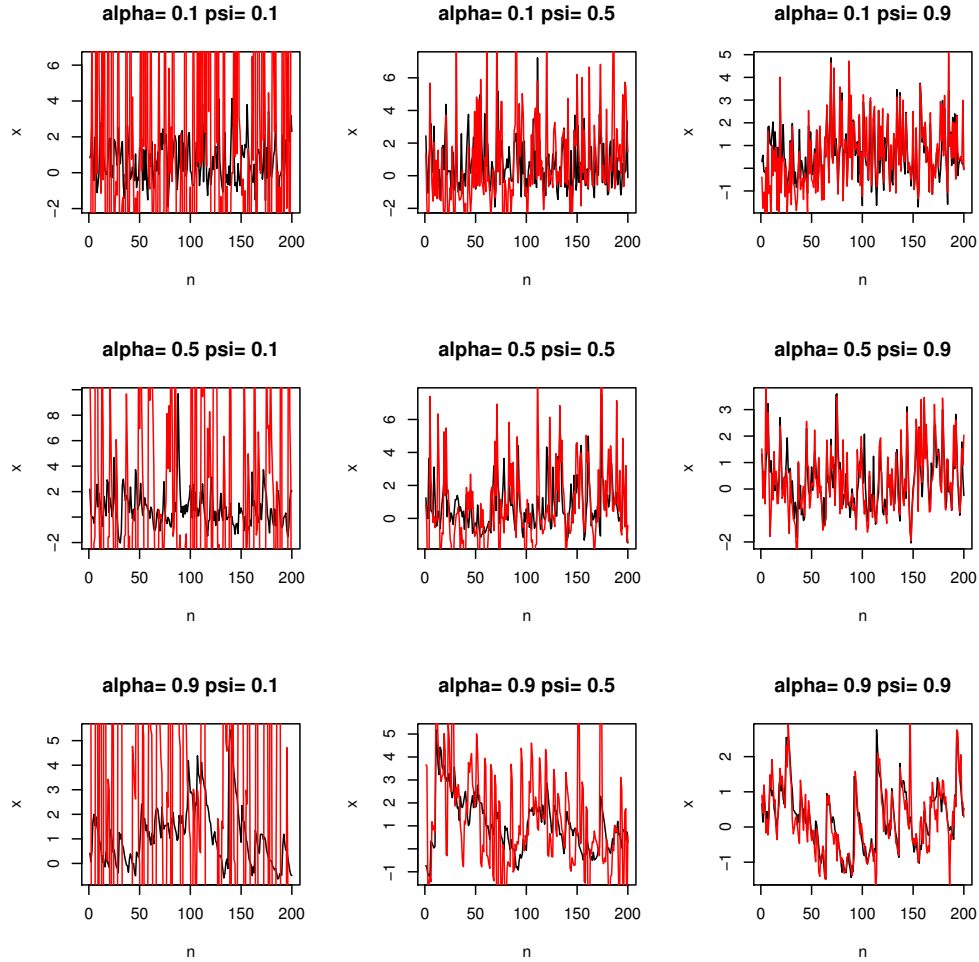 alpha= 0.1 psi= 0.1
alpha= 0.1 psi= 0.5
alpha= 0.1 psi= 0.9
x
6
4
2
0
−2
0 50 100 150 200
n
x
6
4
2
0
−2
0 50 100 150 200
n
x
5
4
3
2
1
−1
0 50 100 150 200
n
alpha= 0.5 psi= 0.1
alpha= 0.5 psi= 0.5
alpha= 0.5 psi= 0.9
x
8
6
4
2
−2
0 50 100 150 200
n
x
6
4
2
0
0 50 100 150 200
n
x
3
2
1
0
−2
0 50 100 150 200
n
alpha= 0.9 psi= 0.1
alpha= 0.9 psi= 0.5
alpha= 0.9 psi= 0.9
x
5
4
3
2
1
0
0 50 100 150 200
n
x
5
4
3
2
1
−1
0 50 100 150 200
n
x
2
1
0
−1
0 50 100 150 200
n